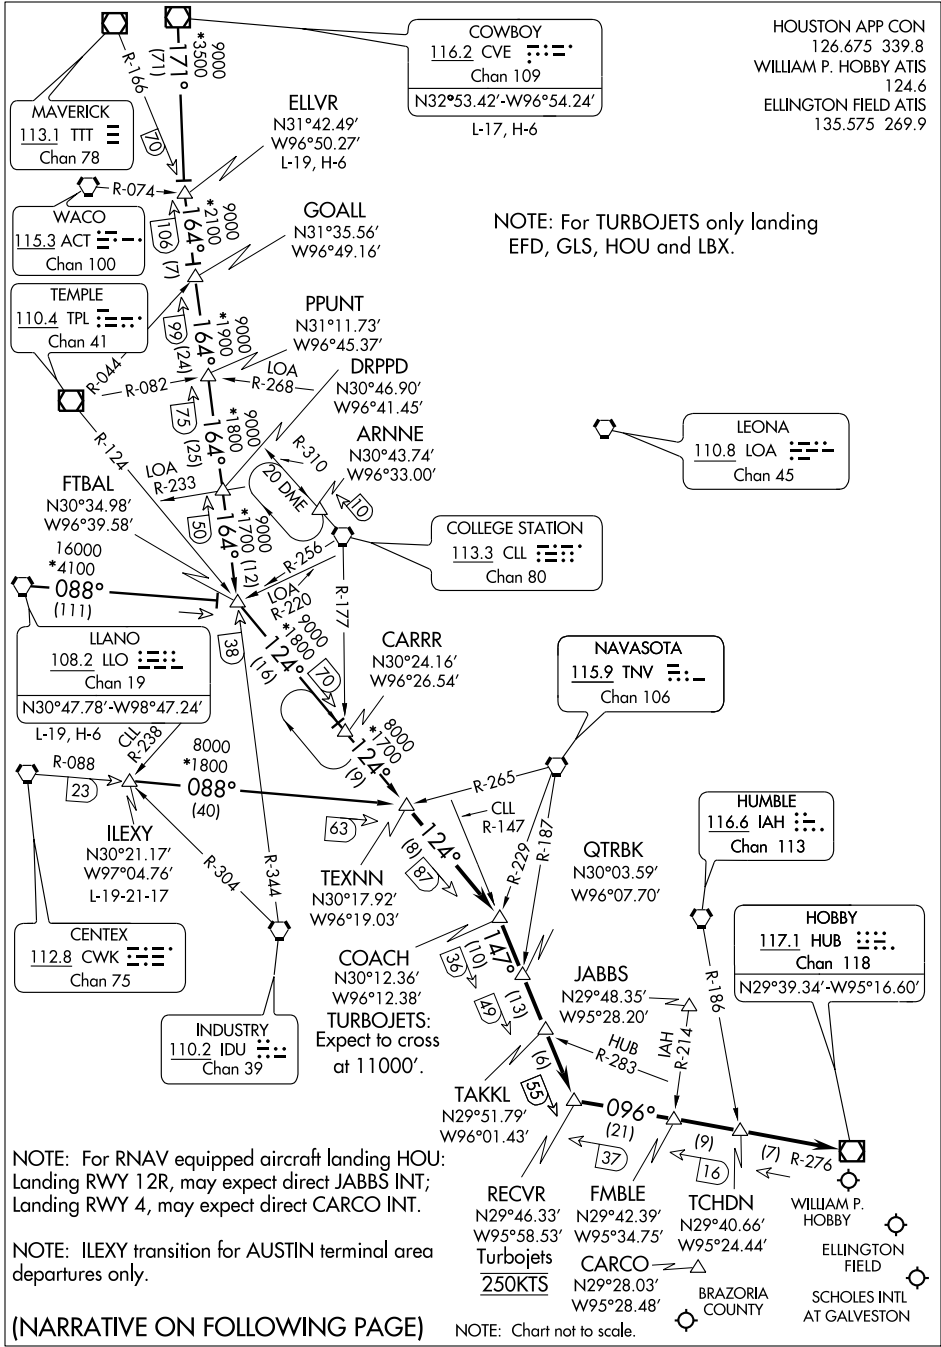 HOUSTON APP CON
126.675 339.8
WILLIAM P. HOBBY ATIS
124.6
ELLINGTON FIELD ATIS
135.575 269.9
COWBOY
116.2 CVE
Chan 109
N32°53.42'-W96°54.24'
L-17, H-6
MAVERICK
113.1 TTT
Chan 78
R-166
70
171°
(71)
*3500
9000
ELLVR
N31°42.49'
W96°50.27'
L-19, H-6
WACO
115.3 ACT
Chan 100
R-074
106
164°
(7)
*2100
9000
GOALL
N31°35.56'
W96°49.16'
NOTE: For TURBOJETS only landing
EFD, GLS, HOU and LBX.
TEMPLE
110.4 TPL
Chan 41
R-044
99
(24)
164°
*1900
9000
PPUNT
N31°11.73'
W96°45.37'
R-082
LOA
R-268
75
(25)
164°
*1800
9000
DRPPD
N30°46.90'
W96°41.45'
R-124
LOA
R-233
R-310
20 DME
ARNNE
N30°43.74'
W96°33.00'
10
LEONA
110.8 LOA
Chan 45
FTBAL
N30°34.98'
W96°39.58'
50
164°
(12)
*1700
9000
R-256
LOA
R-220
R-177
COLLEGE STATION
113.3 CLL
Chan 80
16000
*4100
088°
(111)
38
LLANO
108.2 LLO
Chan 19
N30°47.78'-W98°47.24'
L-19, H-6
124°
(16)
*1800
9000
70
CARRR
N30°24.16'
W96°26.54'
NAVASOTA
115.9 TNV
Chan 106
CLL
R-238
R-088
23
8000
*1800
088°
(40)
124°
(9)
*1700
8000
63
R-265
CLL
R-147
R-229
R-187
ILEXY
N30°21.17'
W97°04.76'
L-19-21-17
R-304
R-344
TEXNN
N30°17.92'
W96°19.03'
124°
(8)
87
QTRBK
N30°03.59'
W96°07.70'
HUMBLE
116.6 IAH
Chan 113
CENTEX
112.8 CWK
Chan 75
INDUSTRY
110.2 IDU
Chan 39
COACH
N30°12.36'
W96°12.38'
TURBOJETS:
Expect to cross
at 11000'.
147°
(10)
36
(13)
49
JABBS
N29°48.35'
W95°28.20'
IAH
R-214
R-186
HOBBY
117.1 HUB
Chan 118
N29°39.34'-W95°16.60'
HUB
R-283
TAKKL
N29°51.79'
W96°01.43'
(6)
55
096°
(21)
37
(9)
16
(7)
R-276
NOTE: For RNAV equipped aircraft landing HOU:
Landing RWY 12R, may expect direct JABBS INT;
Landing RWY 4, may expect direct CARCO INT.
RECVR
N29°46.33'
W95°58.53'
Turbojets
250KTS
FMBLE
N29°42.39'
W95°34.75'
TCHDN
N29°40.66'
W95°24.44'
WILLIAM P.
HOBBY
NOTE: ILEXY transition for AUSTIN terminal area
departures only.
CARCO
N29°28.03'
W95°28.48'
ELLINGTON
FIELD
BRAZORIA
COUNTY
SCHOLES INTL
AT GALVESTON
(NARRATIVE ON FOLLOWING PAGE)
NOTE: Chart not to scale.